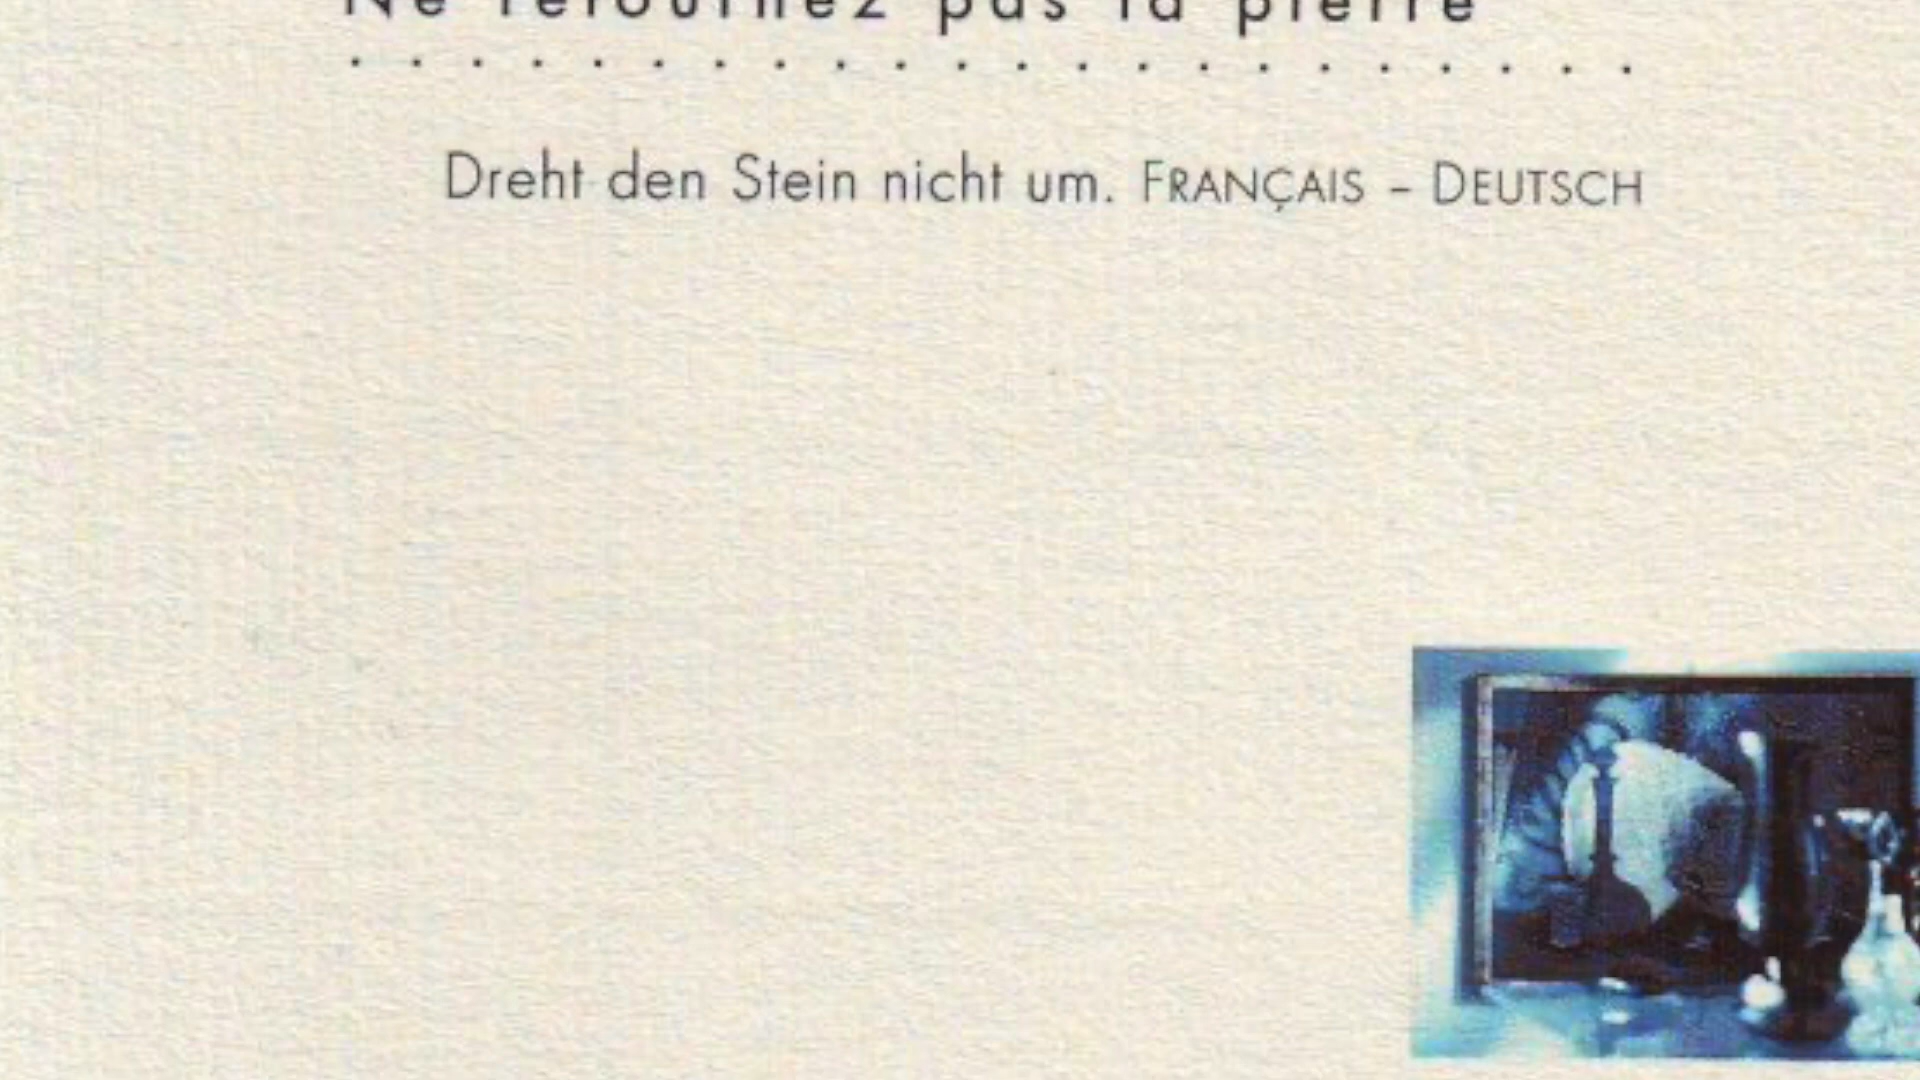 Ne retournez pas la pierre
Dreht den Stein nicht um. FRANÇAIS – DEUTSCH